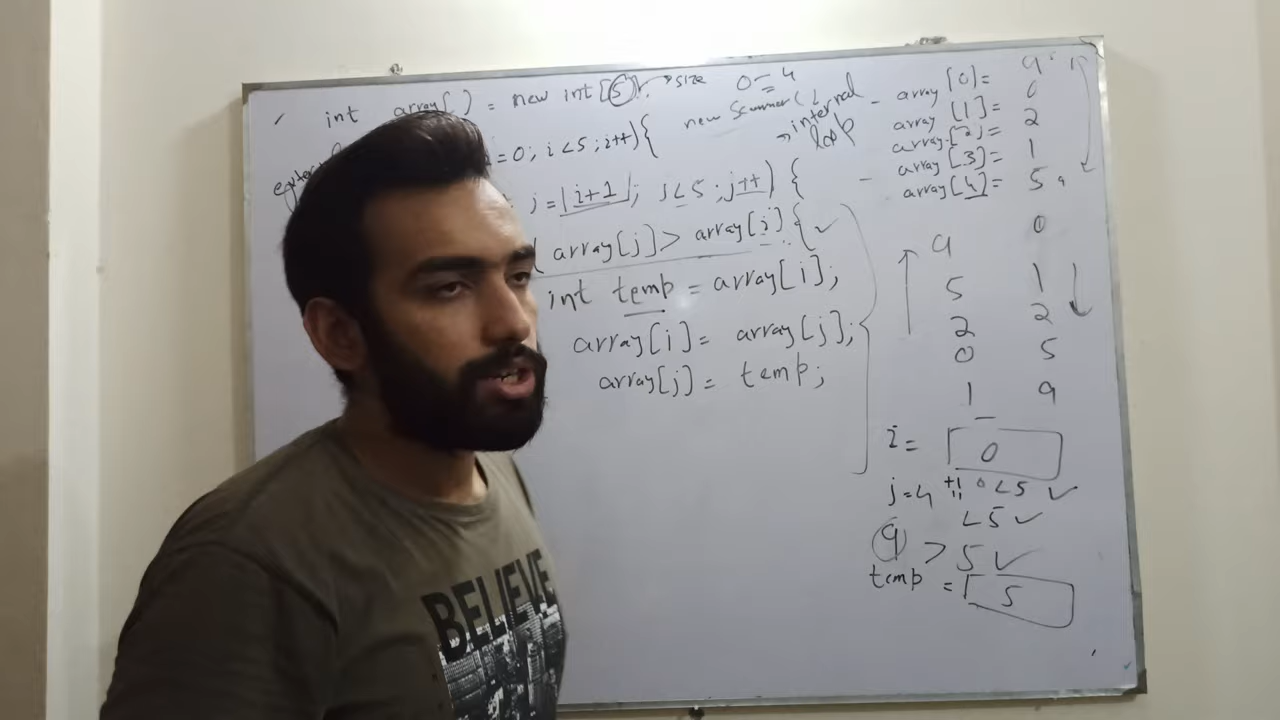 int array[] = new int[5]; → size 0 - 4
=0; i<5; i++){ new Scanner(
→ internal loop
j = i+1; j<5; j++) {
array[j] > array[i] {
int temp = array[i];
array[i] = array[j];
array[j] = temp;
- array[0]= 9
array[1]= 0
array[2]= 2
array[3]= 1
- array[4]= 5
9 0
5 1
2 2
0 5
1 9
i = 0
j=4 +1 0<5
<5
9 > 5
temp = 5
BELIEVE